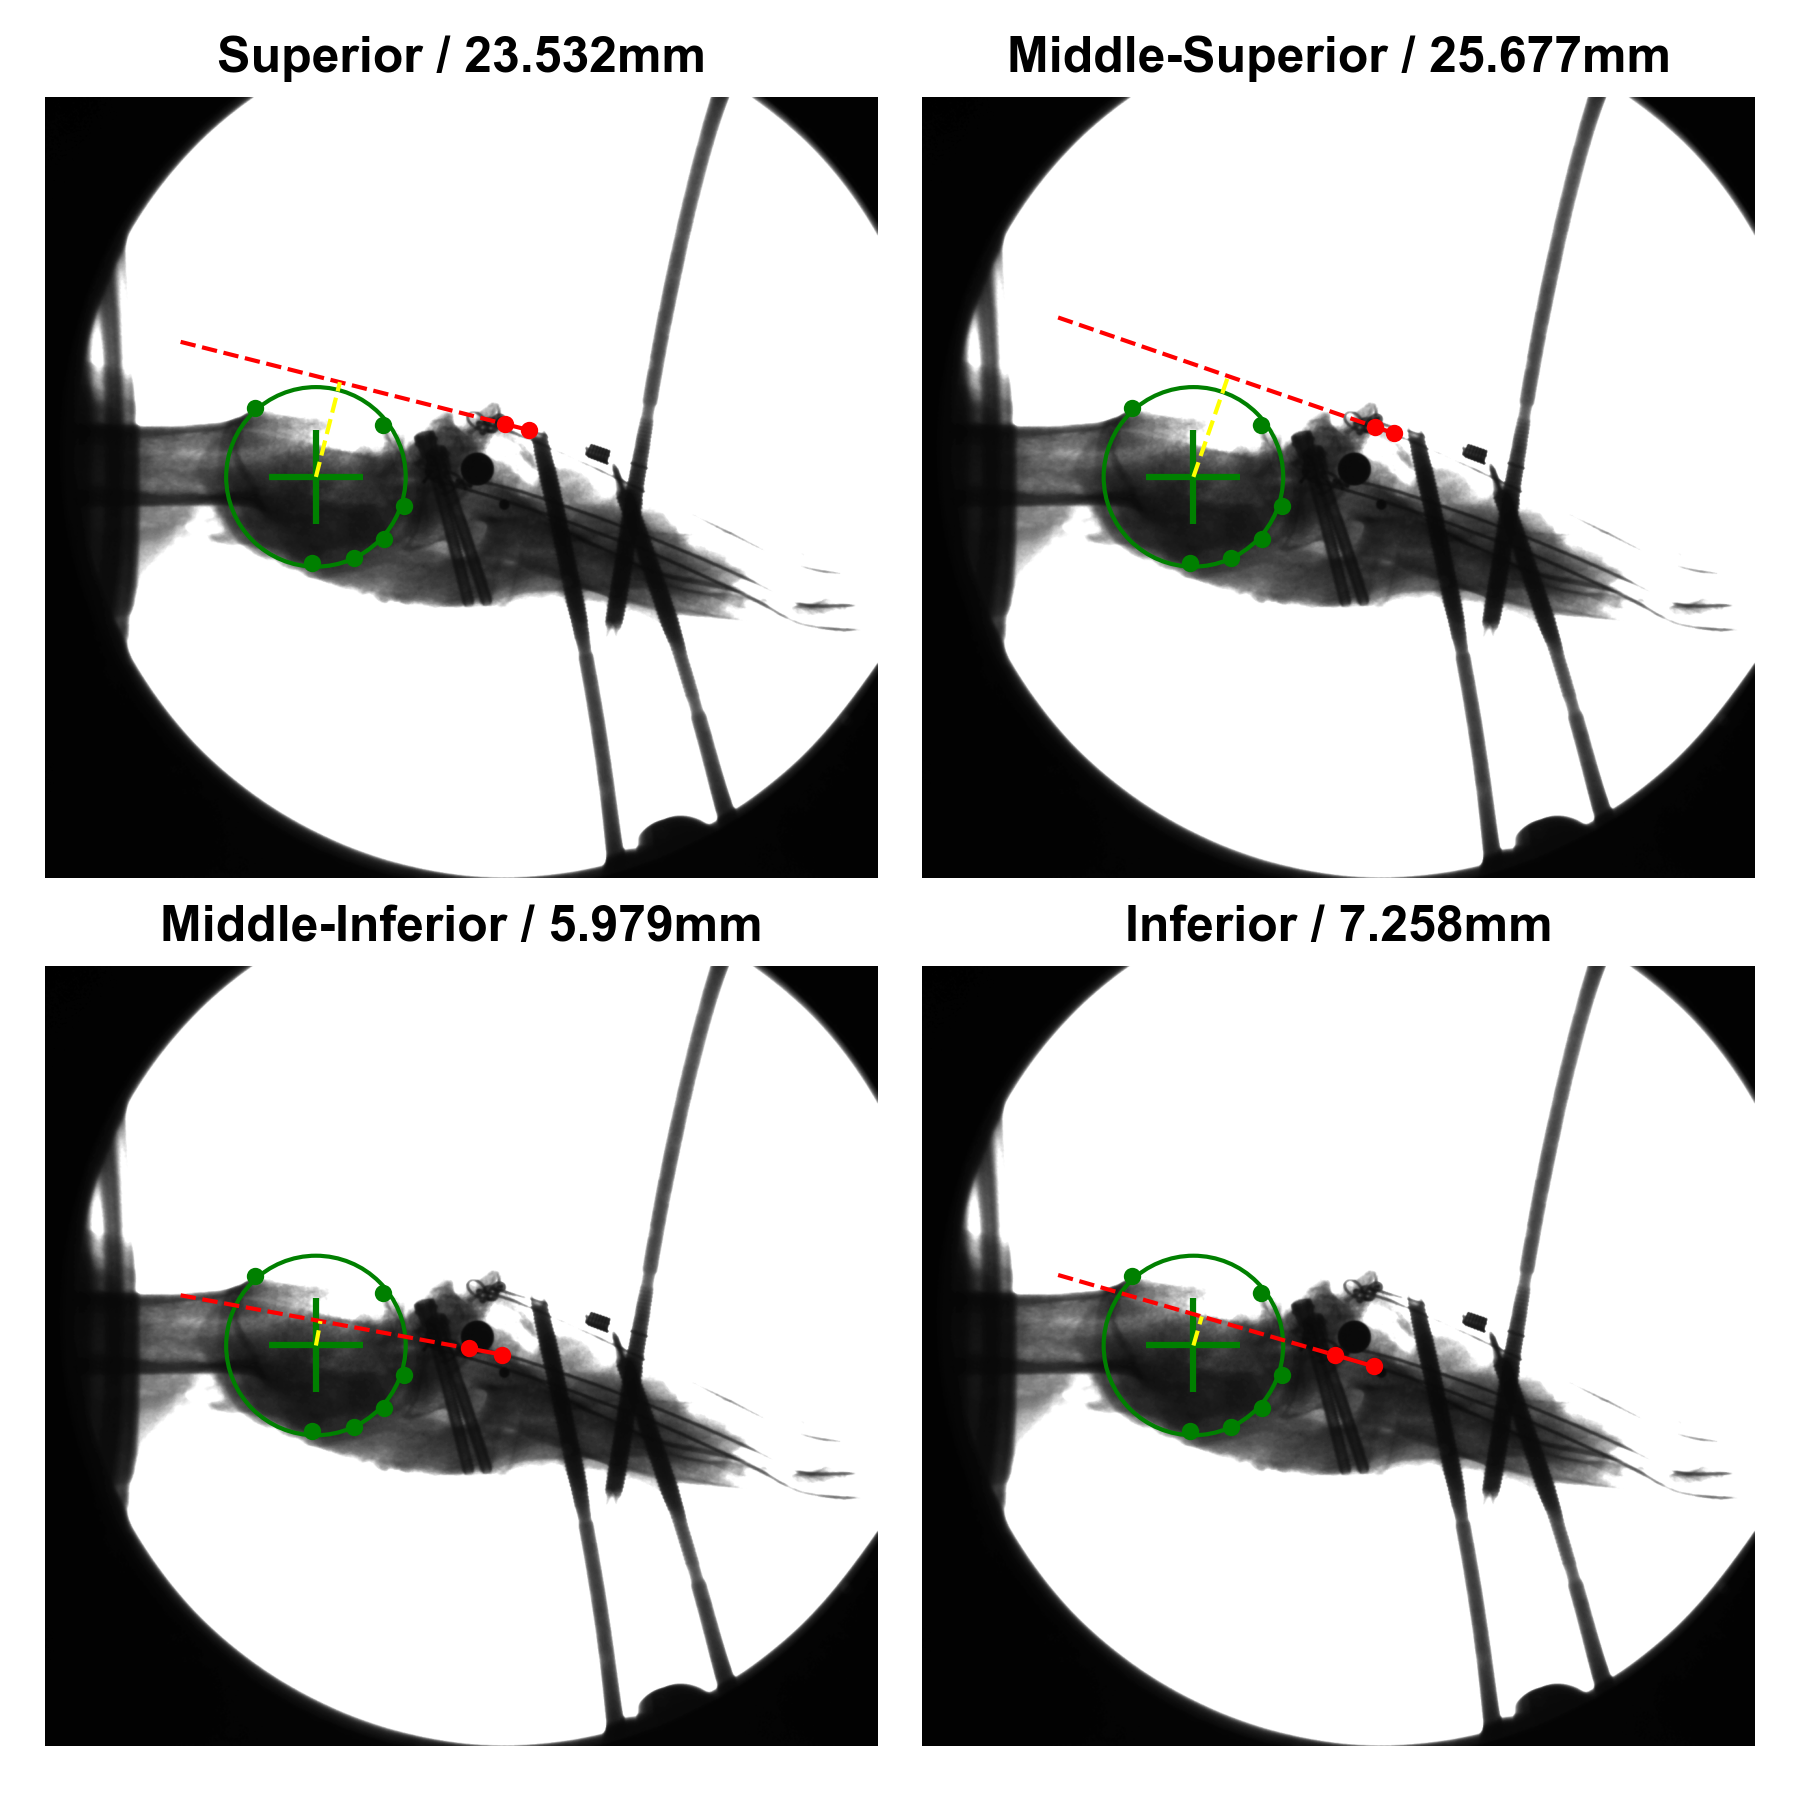 Superior / 23.532mm
Middle-Superior / 25.677mm
Middle-Inferior / 5.979mm
Inferior / 7.258mm